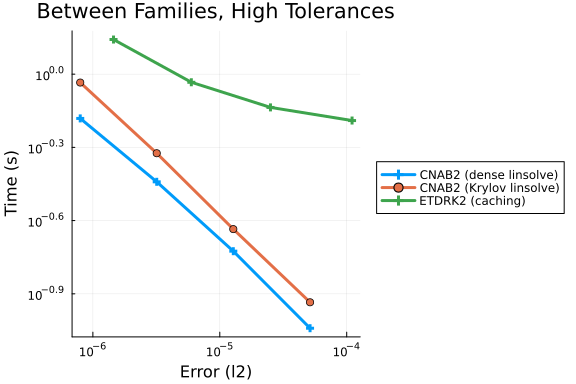 Between Families, High Tolerances
Time (s)
10^0.0
10^-0.3
10^-0.6
10^-0.9
10^-6
10^-5
10^-4
Error (l2)
CNAB2 (dense linsolve)
CNAB2 (Krylov linsolve)
ETDRK2 (caching)